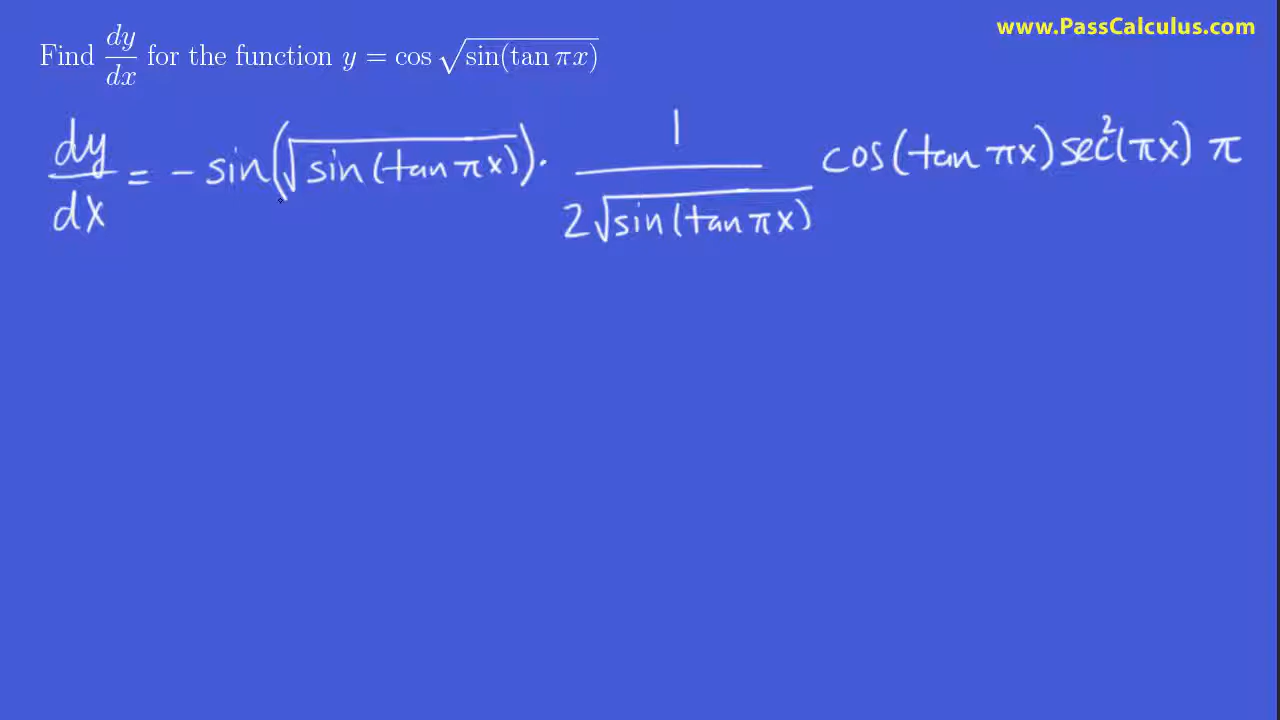 www.PassCalculus.com
Find dy/dx for the function y = cos √sin(tan πx)
dy/dx = - sin(√sin(tan πx)) · 1/(2√sin(tan πx)) cos(tan πx) sec²(πx) π